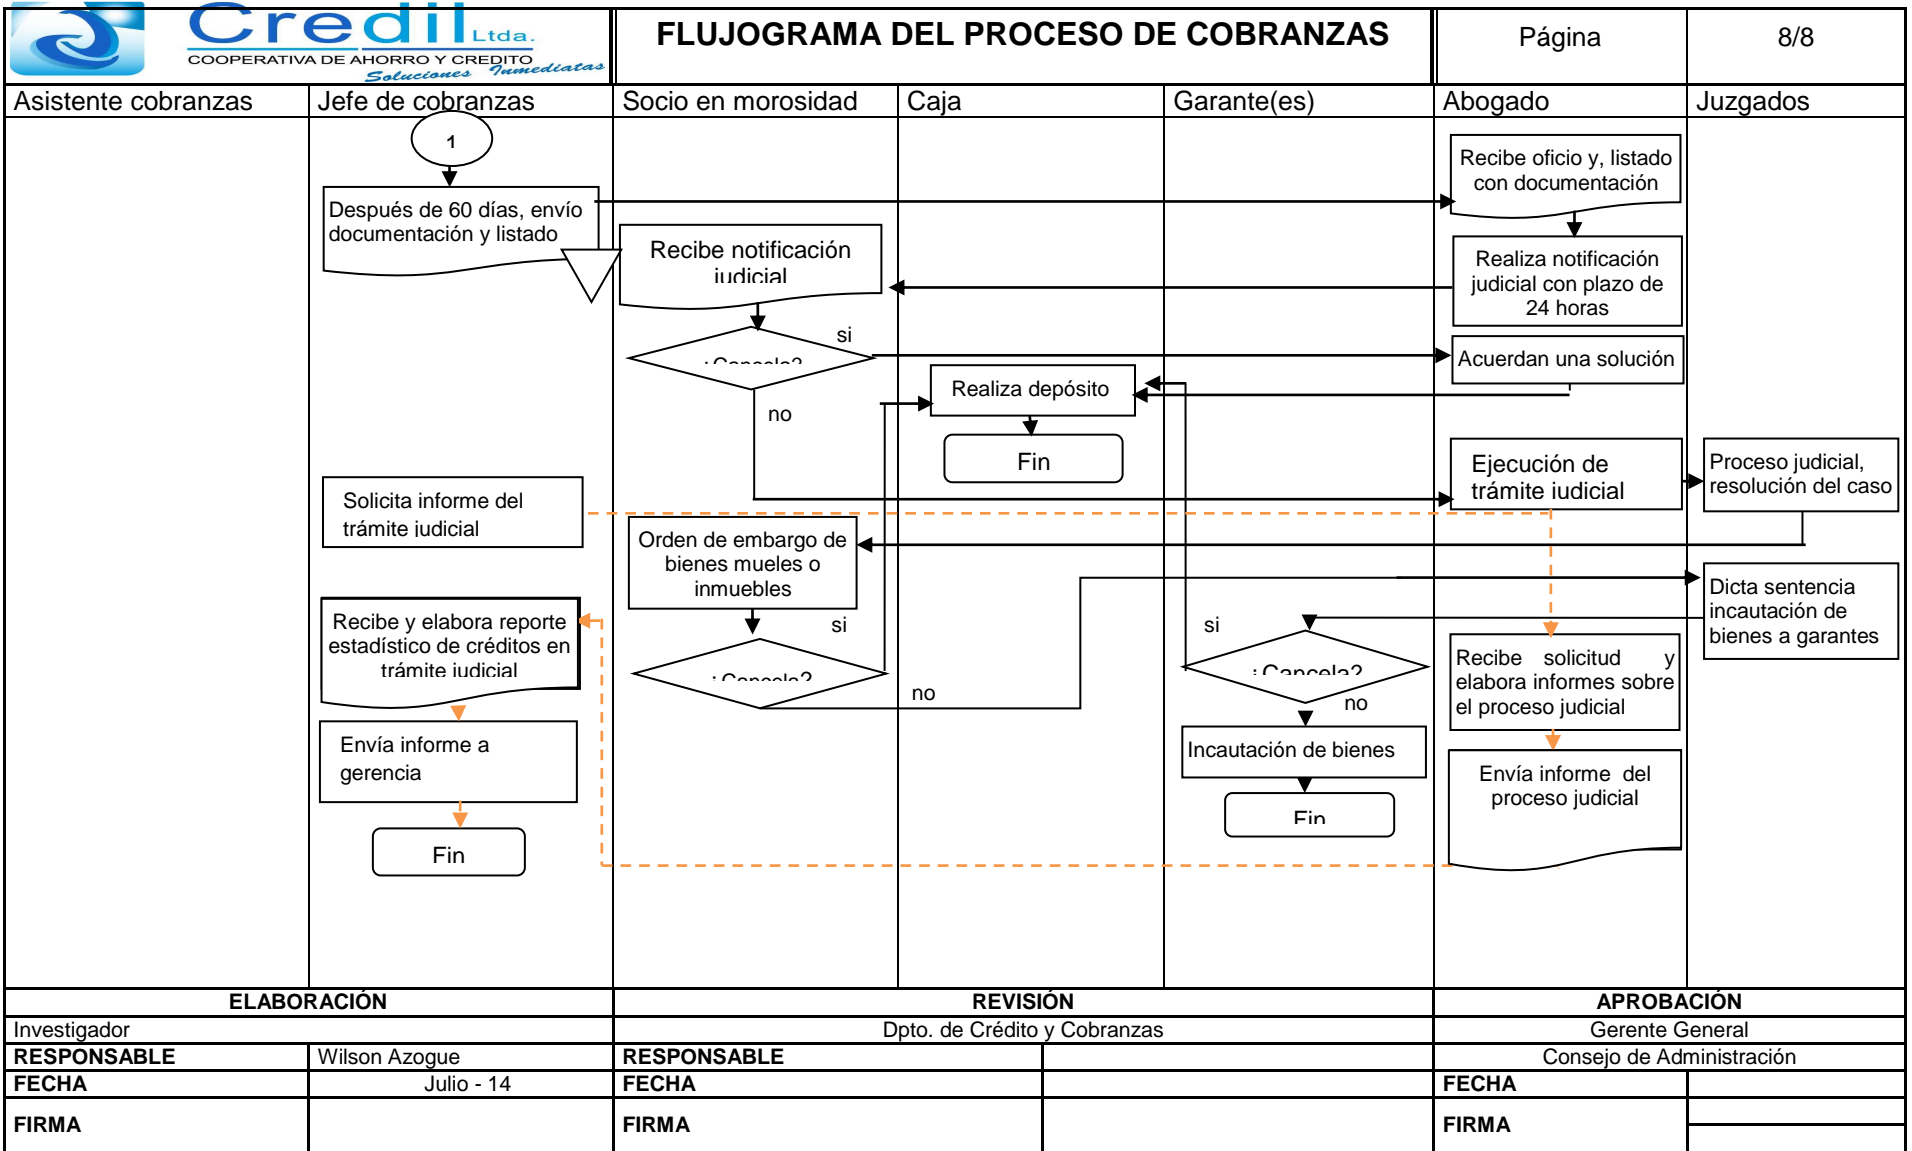 Credil Ltda.
COOPERATIVA DE AHORRO Y CREDITO
Soluciones Inmediatas
FLUJOGRAMA DEL PROCESO DE COBRANZAS
Página
8/8
Asistente cobranzas
Jefe de cobranzas
Socio en morosidad
Caja
Garante(es)
Abogado
Juzgados
1
Recibe oficio y, listado
con documentación
Después de 60 días, envío
documentación y listado
Recibe notificación
judicial
Realiza notificación
judicial con plazo de
24 horas
si
¿Cancela?
Acuerdan una solución
Realiza depósito
no
Fin
Ejecución de
trámite judicial
Proceso judicial,
resolución del caso
Solicita informe del
trámite judicial
Orden de embargo de
bienes mueles o
inmuebles
Dicta sentencia
incautación de
bienes a garantes
Recibe y elabora reporte
estadístico de créditos en
trámite judicial
si
¿Cancela?
no
si
¿Cancela?
no
Recibe solicitud y
elabora informes sobre
el proceso judicial
Envía informe a
gerencia
Incautación de bienes
Envía informe del
proceso judicial
Fin
Fin
ELABORACIÓN
REVISIÓN
APROBACIÓN
Investigador
Dpto. de Crédito y Cobranzas
Gerente General
RESPONSABLE
Wilson Azogue
RESPONSABLE
Consejo de Administración
FECHA
Julio - 14
FECHA
FECHA
FIRMA
FIRMA
FIRMA